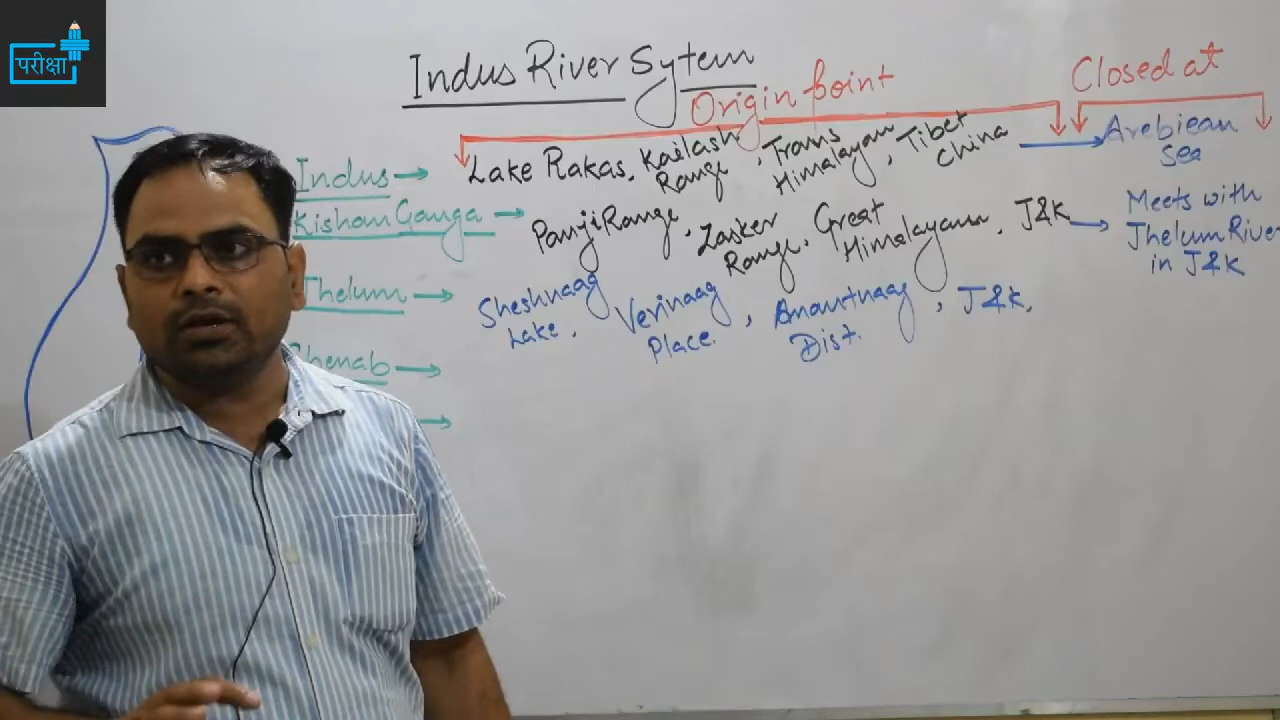 परीक्षा
Indus River Sytem
Origin point
Closed at
Indus → Lake Rakas, Kailash Range, Trans Himalayan, Tibet China → Arebiean Sea
Kishan Ganga → Panji Range, Zasker Range, Great Himalayan, J&K → Meets with Jhelum River in J&K
Jhelum → Sheshnaag Lake, Verinaag Place, Anantnaag Dist., J&K.
Chenab →